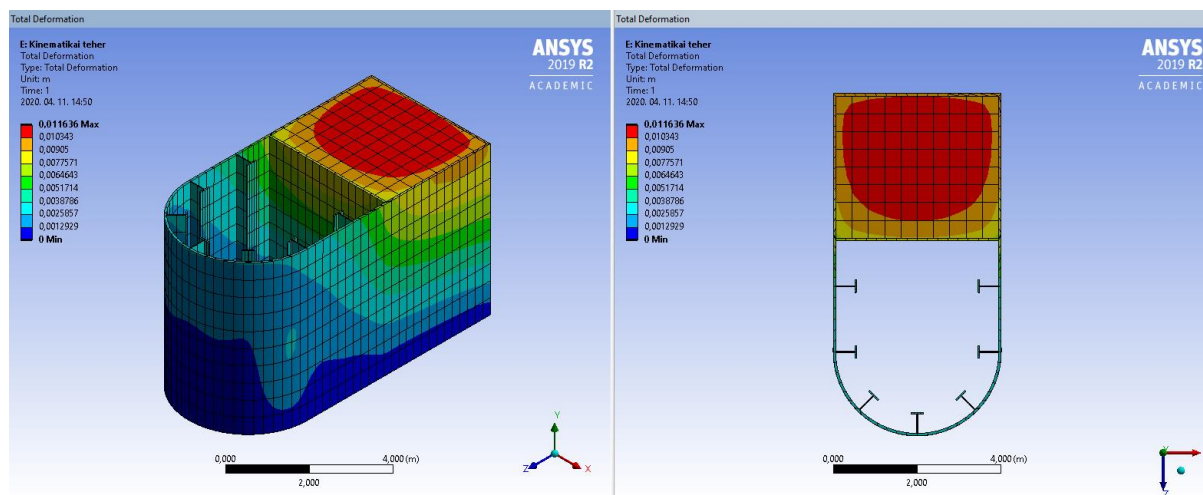 Total Deformation
E: Kinematikai teher
Total Deformation
Type: Total Deformation
Unit: m
Time: 1
2020. 04. 11. 14:50
0,011636 Max
0,010343
0,00905
0,0077571
0,0064643
0,0051714
0,0038786
0,0025857
0,0012929
0 Min
ANSYS
2019 R2
ACADEMIC
0,000
4,000 (m)
2,000
Y
Z
X
Total Deformation
E: Kinematikai teher
Total Deformation
Type: Total Deformation
Unit: m
Time: 1
2020. 04. 11. 14:50
0,011636 Max
0,010343
0,00905
0,0077571
0,0064643
0,0051714
0,0038786
0,0025857
0,0012929
0 Min
ANSYS
2019 R2
ACADEMIC
0,000
4,000 (m)
2,000
Y
Z